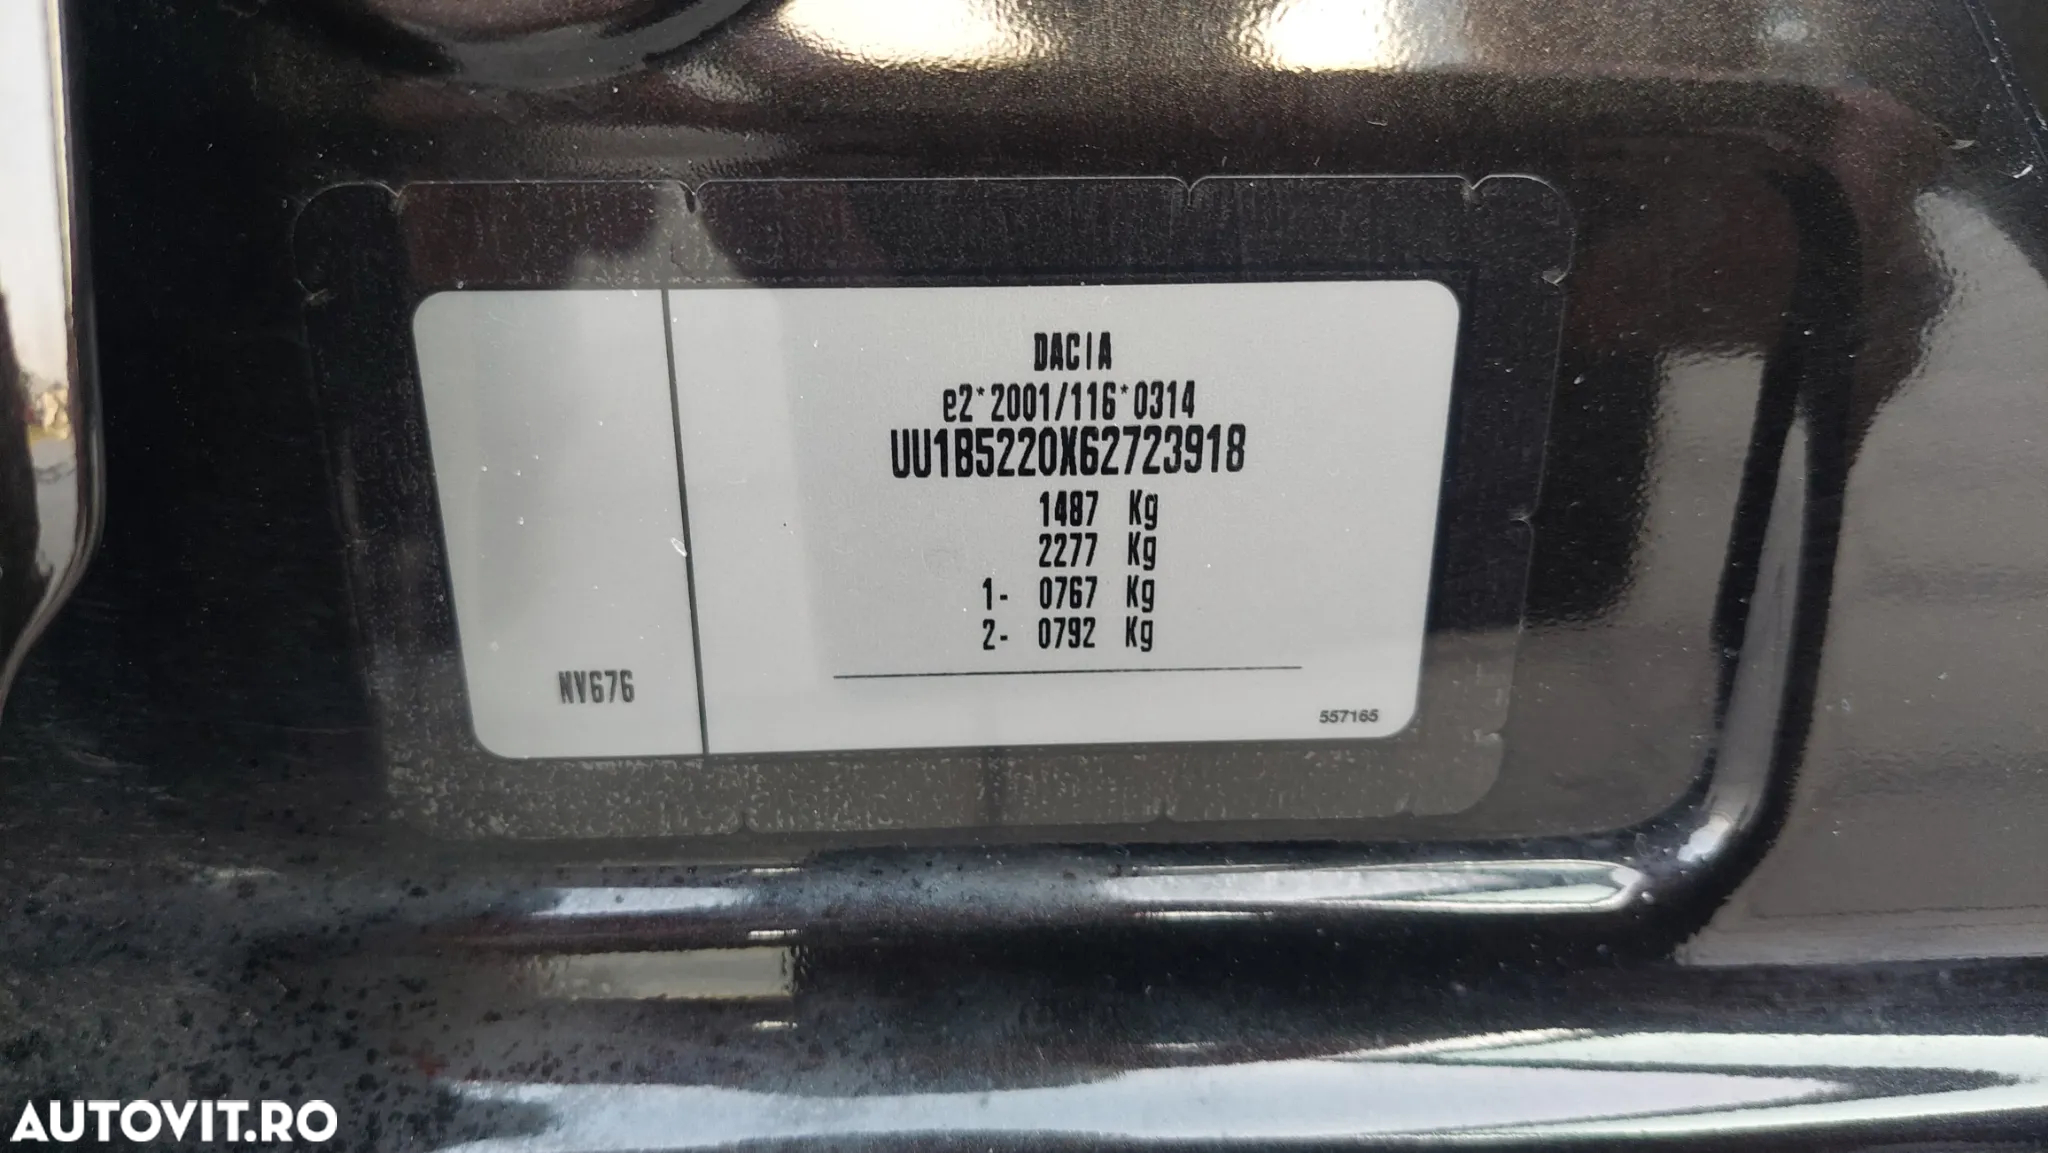 DACIA
e2*2001/116*0314
UU1B5220X62723918
1487 Kg
2277 Kg
1- 0767 Kg
2- 0792 Kg
NV676
557165
AUTOVIT.RO